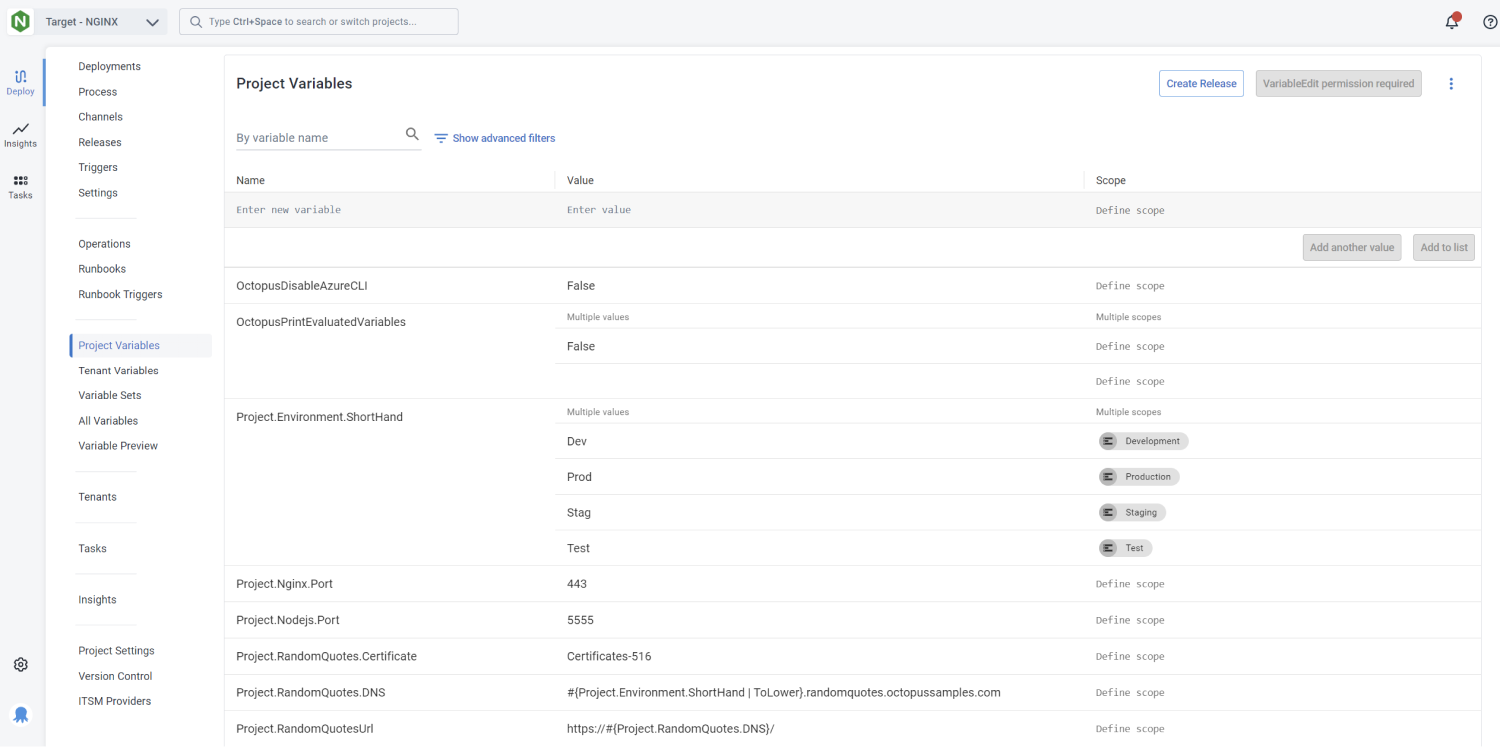 N Target - NGINX
Type Ctrl+Space to search or switch projects...
?
Deploy
Insights
Tasks
Deployments
Process
Channels
Releases
Triggers
Settings
Operations
Runbooks
Runbook Triggers
Project Variables
Tenant Variables
Variable Sets
All Variables
Variable Preview
Tenants
Tasks
Insights
Project Settings
Version Control
ITSM Providers
Project Variables
Create Release
VariableEdit permission required
By variable name
Show advanced filters
Name Value Scope
Enter new variable Enter value Define scope
Add another value Add to list
OctopusDisableAzureCLI False Define scope
OctopusPrintEvaluatedVariables Multiple values Multiple scopes
False Define scope
Define scope
Project.Environment.ShortHand Multiple values Multiple scopes
Dev Development
Prod Production
Stag Staging
Test Test
Project.Nginx.Port 443 Define scope
Project.Nodejs.Port 5555 Define scope
Project.RandomQuotes.Certificate Certificates-516 Define scope
Project.RandomQuotes.DNS #{Project.Environment.ShortHand | ToLower}.randomquotes.octopussamples.com Define scope
Project.RandomQuotesUrl https://#{Project.RandomQuotes.DNS}/ Define scope